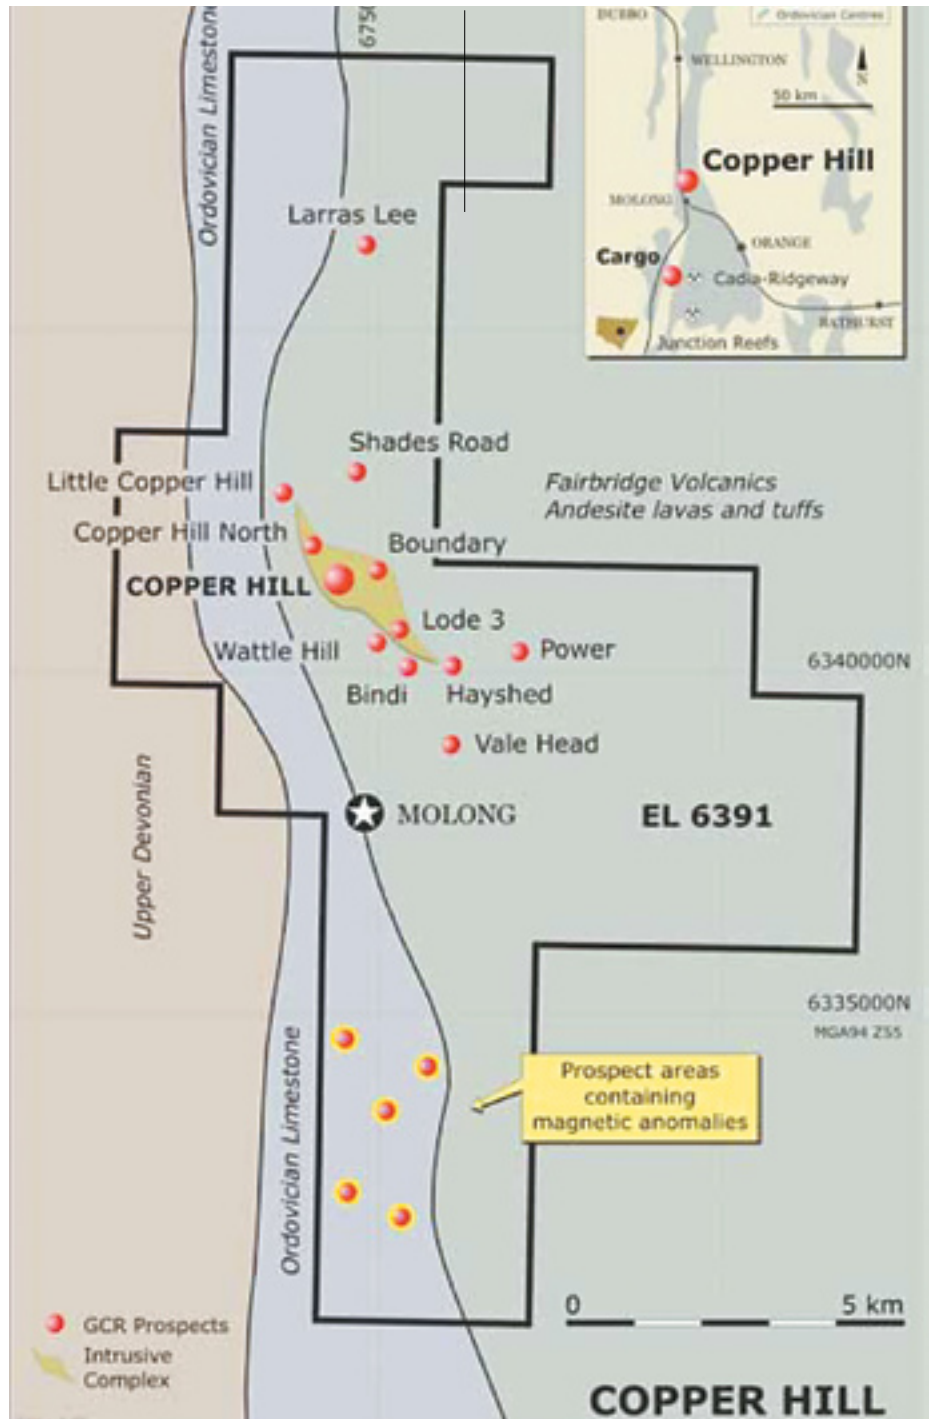 Ordovician Limestone
DUBBO
Ordovician Centres
WELLINGTON
N
50 km
Copper Hill
MOLONG
ORANGE
Cargo
Cadia-Ridgeway
BATHURST
Junction Reefs
Larras Lee
Shades Road
Little Copper Hill
Fairbridge Volcanics
Andesite lavas and tuffs
Copper Hill North
Boundary
COPPER HILL
Lode 3
Wattle Hill
Power
6340000N
Bindi
Hayshed
Vale Head
Upper Devonian
MOLONG
EL 6391
6335000N
MGA94 Z55
Ordovician Limestone
Prospect areas
containing
magnetic anomalies
0
5 km
GCR Prospects
Intrusive
Complex
COPPER HILL